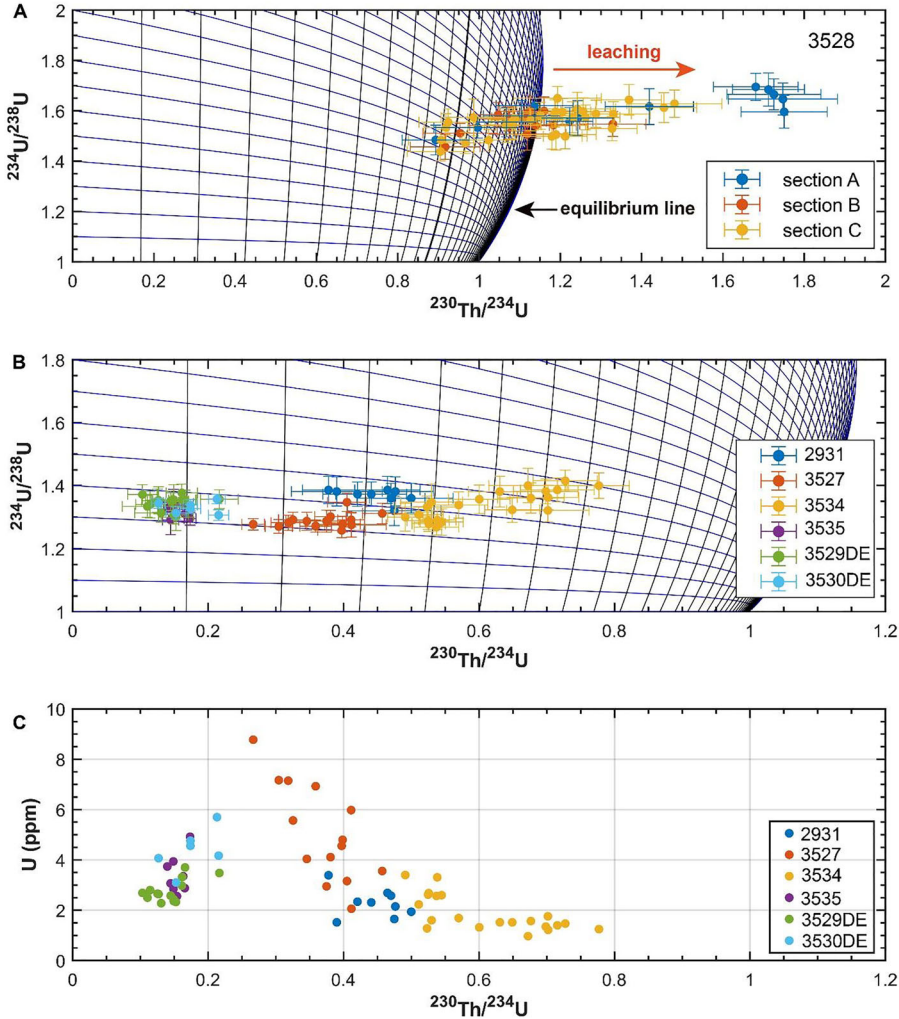 A
2
1.8
1.6
1.4
1.2
1
²³⁴U/²³⁸U
leaching
3528
equilibrium line
section A
section B
section C
0 0.2 0.4 0.6 0.8 1 1.2 1.4 1.6 1.8 2
²³⁰Th/²³⁴U
B
1.8
1.6
1.4
1.2
1
²³⁴U/²³⁸U
2931
3527
3534
3535
3529DE
3530DE
0 0.2 0.4 0.6 0.8 1 1.2
²³⁰Th/²³⁴U
C
10
8
6
4
2
0
U (ppm)
2931
3527
3534
3535
3529DE
3530DE
0 0.2 0.4 0.6 0.8 1 1.2
²³⁰Th/²³⁴U